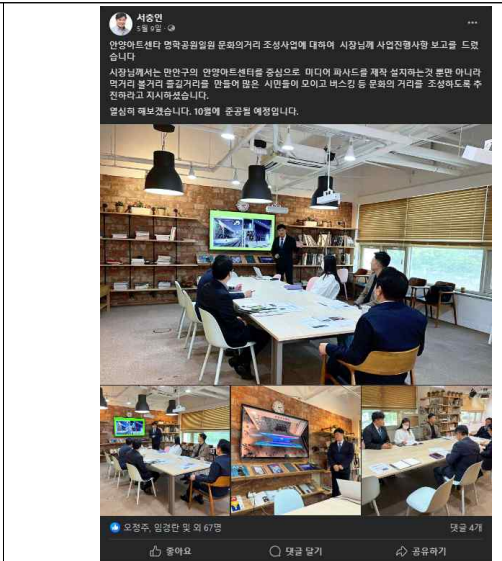 서중인
5월 9일
안양아트센타 명학공원일원 문화의거리 조성사업에 대하여 시장님께 사업진행사항 보고를 드렸
습니다
시장님께서는 만안구의 안양아트센타를 중심으로 미디어 파사드를 제작 설치하는것 뿐만 아니라
먹거리 볼거리 즐길거리를 만들어 많은 시민들이 모이고 버스킹 등 문화의 거리를 조성하도록 추
진하라고 지시하셨습니다.
열심히 해보겠습니다. 10월에 준공될 예정입니다.
오정주, 임경란 및 외 67명
댓글 4개
좋아요
댓글 달기
공유하기